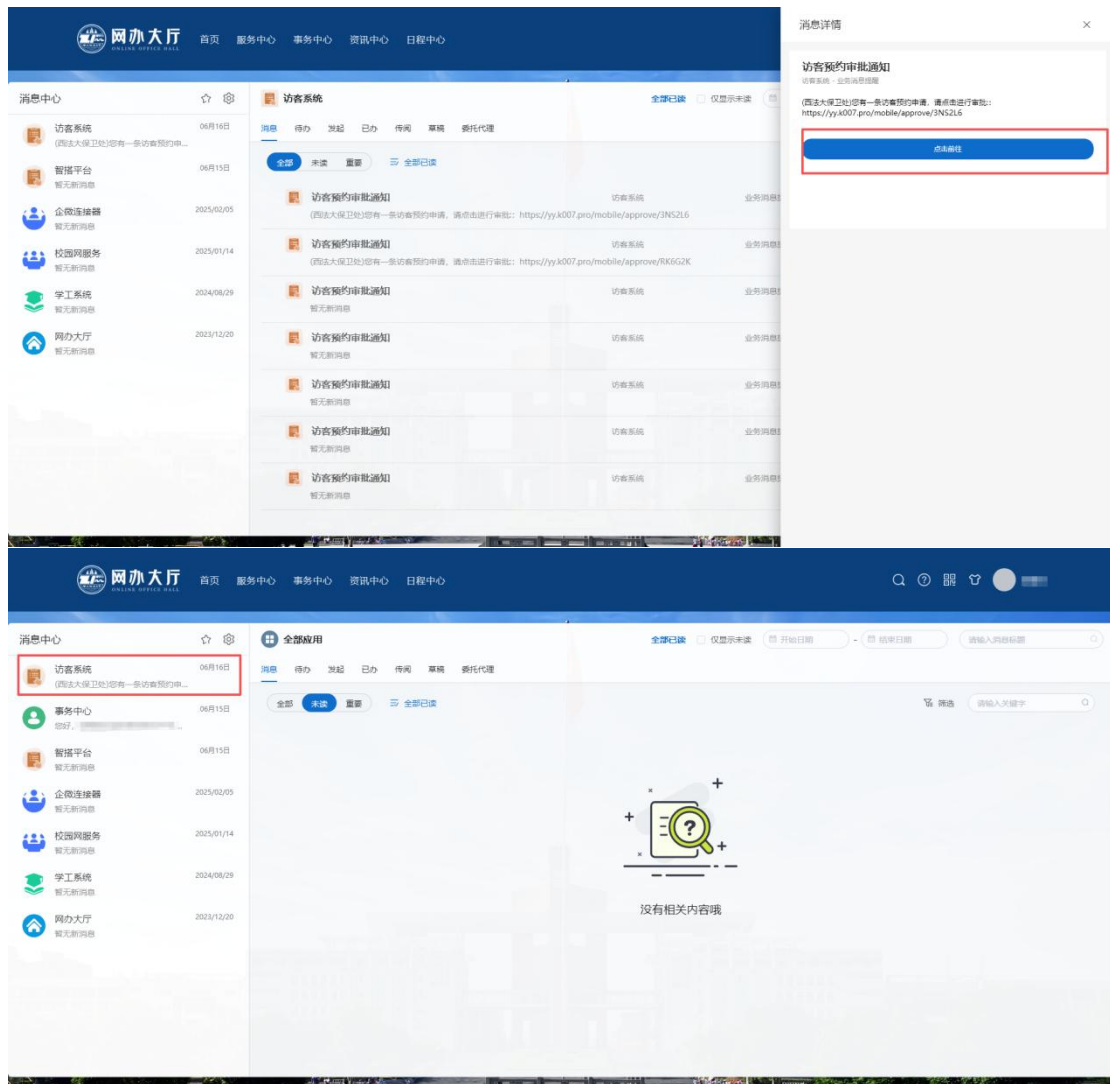 网办大厅
ONLINE OFFICE HALL
首页 服务中心 事务中心 资讯中心 日程中心
消息详情
访客预约审批通知
访客系统 - 业务消息提醒
(西法大保卫处)您有一条访客预约申请，请点击进行审批::
https://yy.k007.pro/mobile/approve/3NS2L6
点击前往
消息中心
访客系统 06月16日
(西法大保卫处)您有一条访客预约申...
智搭平台 06月15日
暂无新消息
企微连接器 2025/02/05
暂无新消息
校园网服务 2025/01/14
暂无新消息
学工系统 2024/08/29
暂无新消息
网办大厅 2023/12/20
暂无新消息
访客系统 全部已读 仅显示未读
消息 待办 发起 已办 传阅 草稿 委托代理
全部 未读 重要 全部已读
访客预约审批通知 访客系统 业务消息
(西法大保卫处)您有一条访客预约申请，请点击进行审批:: https://yy.k007.pro/mobile/approve/3NS2L6
访客预约审批通知 访客系统 业务消息
(西法大保卫处)您有一条访客预约申请，请点击进行审批:: https://yy.k007.pro/mobile/approve/RK6G2K
访客预约审批通知 访客系统 业务消息
暂无新消息
访客预约审批通知 访客系统 业务消息
暂无新消息
访客预约审批通知 访客系统 业务消息
暂无新消息
访客预约审批通知 访客系统 业务消息
暂无新消息
访客预约审批通知 访客系统 业务消息
暂无新消息
网办大厅
ONLINE OFFICE HALL
首页 服务中心 事务中心 资讯中心 日程中心
消息中心
访客系统 06月16日
(西法大保卫处)您有一条访客预约申...
事务中心 06月15日
您好，
智搭平台 06月15日
暂无新消息
企微连接器 2025/02/05
暂无新消息
校园网服务 2025/01/14
暂无新消息
学工系统 2024/08/29
暂无新消息
网办大厅 2023/12/20
暂无新消息
全部应用 全部已读 仅显示未读 开始日期 - 结束日期 请输入消息标题
消息 待办 发起 已办 传阅 草稿 委托代理
全部 未读 重要 全部已读 筛选 请输入关键字
没有相关内容哦